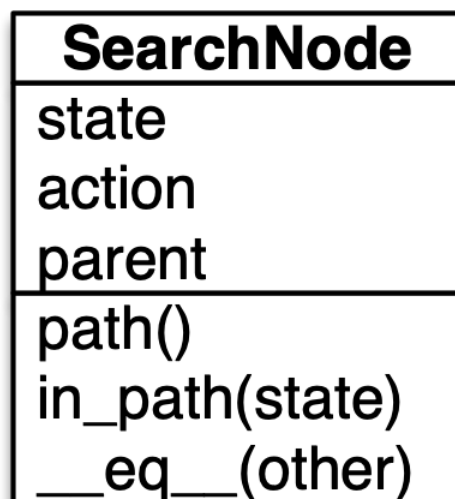 SearchNode
state
action
parent
path()
in_path(state)
__eq__(other)